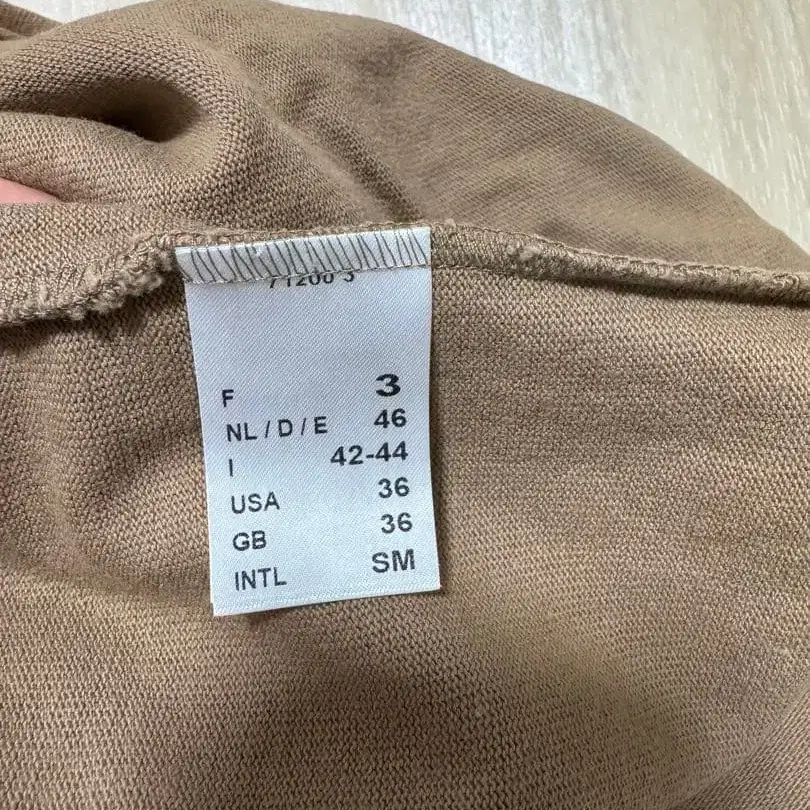 F 3
NL / D / E 46
I 42-44
USA 36
GB 36
INTL SM